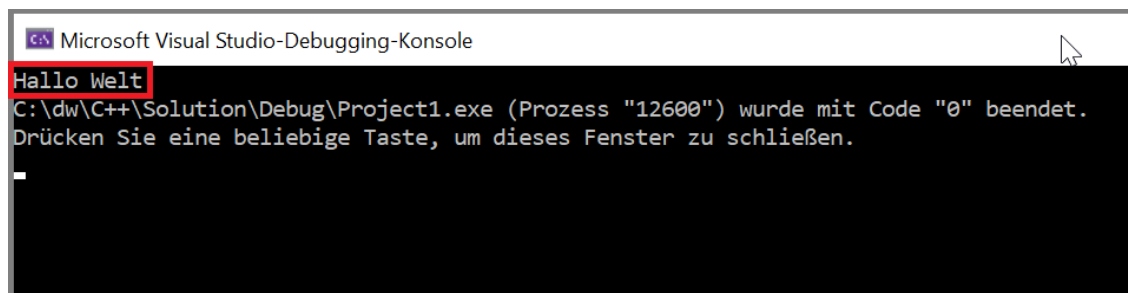 C:\ Microsoft Visual Studio-Debugging-Konsole
Hallo Welt
C:\dw\C++\Solution\Debug\Project1.exe (Prozess "12600") wurde mit Code "0" beendet.
Drücken Sie eine beliebige Taste, um dieses Fenster zu schließen.